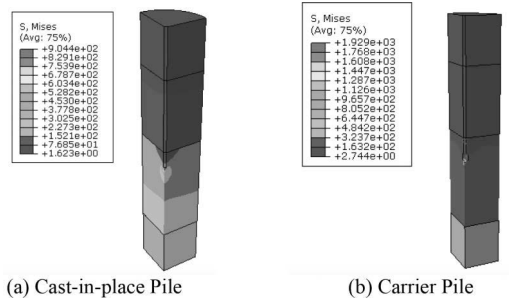 S, Mises
(Avg: 75%)
+9.044e+02
+8.291e+02
+7.539e+02
+6.787e+02
+6.034e+02
+5.282e+02
+4.530e+02
+3.778e+02
+3.025e+02
+2.273e+02
+1.521e+02
+7.685e+01
+1.623e+00
(a) Cast-in-place Pile
S, Mises
(Avg: 75%)
+1.929e+03
+1.768e+03
+1.608e+03
+1.447e+03
+1.287e+03
+1.126e+03
+9.657e+02
+8.052e+02
+6.447e+02
+4.842e+02
+3.237e+02
+1.632e+02
+2.744e+00
(b) Carrier Pile